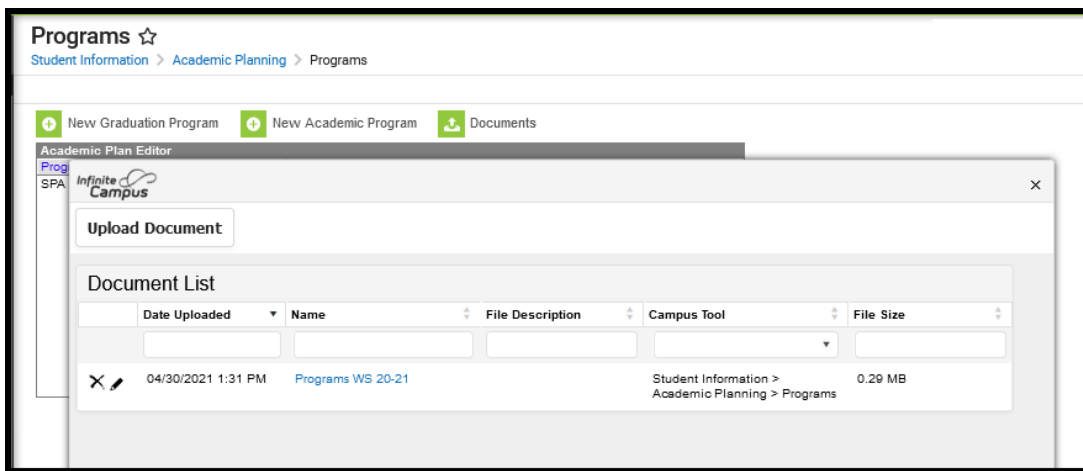 Programs
Student Information > Academic Planning > Programs
New Graduation Program New Academic Program Documents
Academic Plan Editor
Prog
SPA
Infinite
Campus
Upload Document
Document List
Date Uploaded Name File Description Campus Tool File Size
04/30/2021 1:31 PM Programs WS 20-21 Student Information > 0.29 MB
Academic Planning > Programs